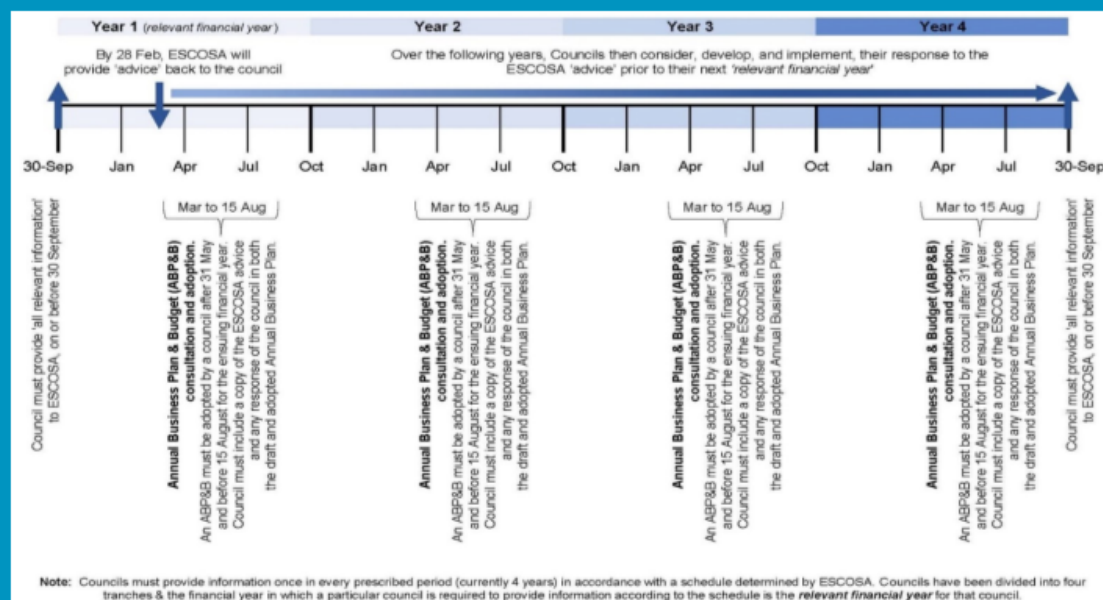 Year 1 (relevant financial year)
Year 2
Year 3
Year 4
By 28 Feb, ESCOSA will
provide 'advice' back to the council
Over the following years, Councils then consider, develop, and implement, their response to the
ESCOSA 'advice' prior to their next 'relevant financial year'
30-Sep
Jan
Apr
Jul
Oct
Jan
Apr
Jul
Oct
Jan
Apr
Jul
Oct
Jan
Apr
Jul
30-Sep
Council must provide 'all relevant information'
to ESCOSA, on or before 30 September
Mar to 15 Aug
Annual Business Plan & Budget (ABP&B)
consultation and adoption.
An ABP&B must be adopted by a council after 31 May
and before 15 August for the ensuing financial year.
Council must include a copy of the ESCOSA advice
and any response of the council in both
the draft and adopted Annual Business Plan.
Mar to 15 Aug
Annual Business Plan & Budget (ABP&B)
consultation and adoption.
An ABP&B must be adopted by a council after 31 May
and before 15 August for the ensuing financial year.
Council must include a copy of the ESCOSA advice
and any response of the council in both
the draft and adopted Annual Business Plan.
Mar to 15 Aug
Annual Business Plan & Budget (ABP&B)
consultation and adoption.
An ABP&B must be adopted by a council after 31 May
and before 15 August for the ensuing financial year.
Council must include a copy of the ESCOSA advice
and any response of the council in both
the draft and adopted Annual Business Plan.
Mar to 15 Aug
Annual Business Plan & Budget (ABP&B)
consultation and adoption.
An ABP&B must be adopted by a council after 31 May
and before 15 August for the ensuing financial year.
Council must include a copy of the ESCOSA advice
and any response of the council in both
the draft and adopted Annual Business Plan.
Council must provide 'all relevant information'
to ESCOSA, on or before 30 September
Note: Councils must provide information once in every prescribed period (currently 4 years) in accordance with a schedule determined by ESCOSA. Councils have been divided into four
tranches & the financial year in which a particular council is required to provide information according to the schedule is the relevant financial year for that council.